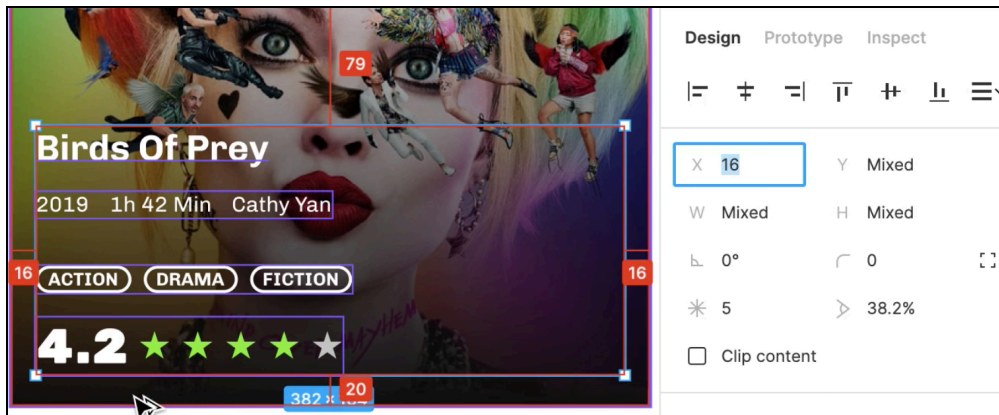 Design Prototype Inspect
79
Birds Of Prey
X 16 Y Mixed
2019 1h 42 Min Cathy Yan
W Mixed H Mixed
16 ACTION DRAMA FICTION 16
0° 0
5 38.2%
4.2
Clip content
20
382 ×